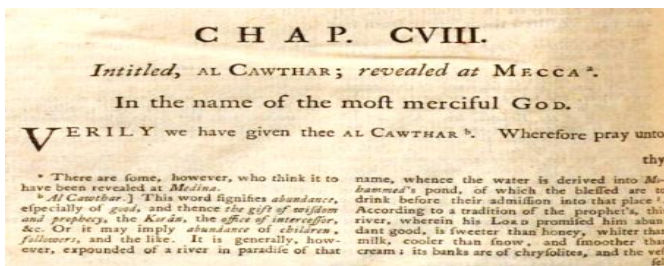 CHAP. CVIII.
Intitled, AL CAWTHAR; revealed at MECCA ᵃ.
In the name of the moſt merciful GOD.
VERILY we have given thee AL CAWTHAR ᵇ. Wherefore pray unto
thy
ᵃ There are ſome, however, who think it to
have been revealed at Medina.
ᵇ Al Cawthar.] This word ſignifies abundance,
eſpecially of good, and thence the gift of wiſdom
and prophecy, the Korân, the office of interceſſor,
&c. Or it may imply abundance of children,
followers, and the like. It is generally, how-
ever, expounded of a river in paradiſe of that
name, whence the water is derived into Mo-
hammed's pond, of which the bleſſed are to
drink before their admiſſion into that place
According to a tradition of the prophet's, this
river, wherein his LORD promiſed him abun
dant good, is ſweeter than honey, whiter than
milk, cooler than ſnow, and ſmoother than
cream; its banks are of chryſolites, and the veſ